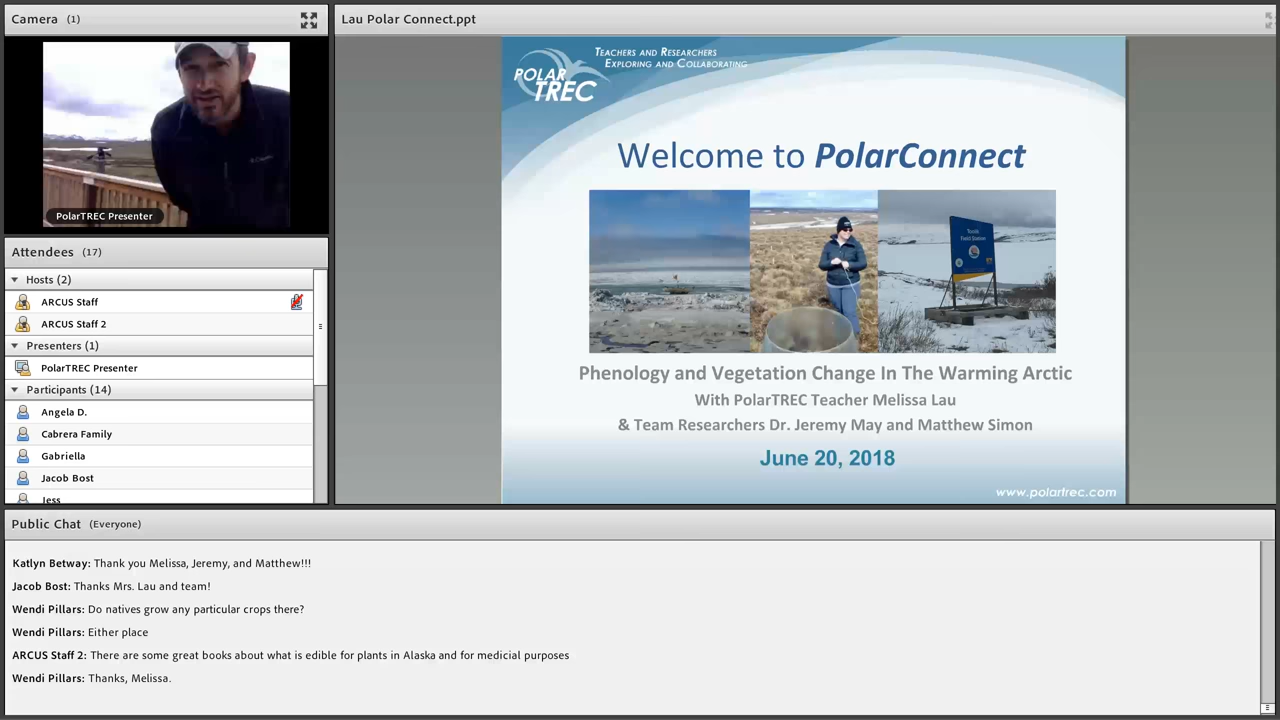 Camera (1)
PolarTREC Presenter
Attendees (17)
Hosts (2)
ARCUS Staff
ARCUS Staff 2
Presenters (1)
PolarTREC Presenter
Participants (14)
Angela D.
Cabrera Family
Gabriella
Jacob Bost
Jess
Lau Polar Connect.ppt
TEACHERS AND RESEARCHERS
EXPLORING AND COLLABORATING
POLAR
TREC
Welcome to PolarConnect
Toolik
Field Station
Phenology and Vegetation Change In The Warming Arctic
With PolarTREC Teacher Melissa Lau
& Team Researchers Dr. Jeremy May and Matthew Simon
June 20, 2018
www.polartrec.com
Public Chat (Everyone)
Katlyn Betway: Thank you Melissa, Jeremy, and Matthew!!!
Jacob Bost: Thanks Mrs. Lau and team!
Wendi Pillars: Do natives grow any particular crops there?
Wendi Pillars: Either place
ARCUS Staff 2: There are some great books about what is edible for plants in Alaska and for medicial purposes
Wendi Pillars: Thanks, Melissa.